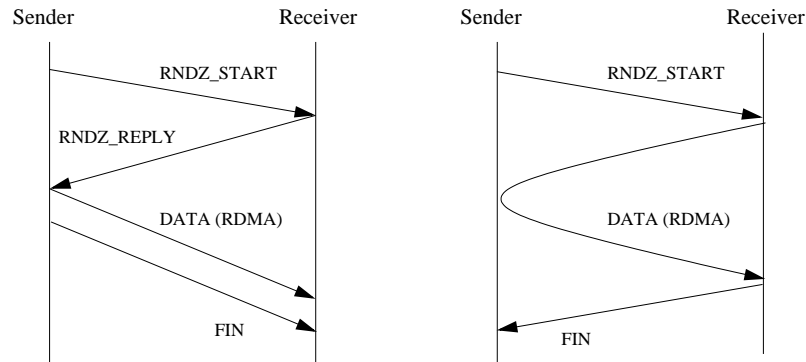 Sender
Receiver
RNDZ_START
RNDZ_REPLY
DATA (RDMA)
FIN
Sender
Receiver
RNDZ_START
DATA (RDMA)
FIN